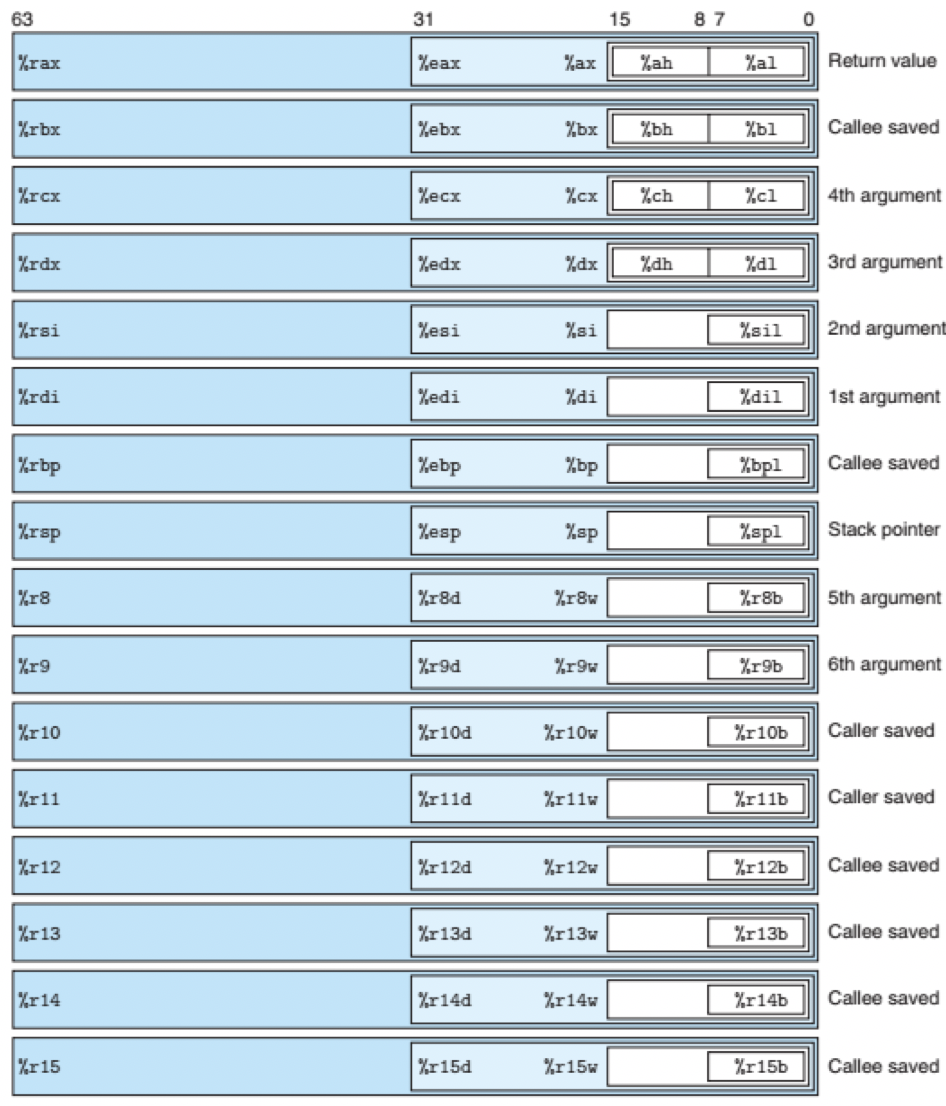 63 31 15 8 7 0
%rax %eax %ax %ah %al Return value
%rbx %ebx %bx %bh %bl Callee saved
%rcx %ecx %cx %ch %cl 4th argument
%rdx %edx %dx %dh %dl 3rd argument
%rsi %esi %si %sil 2nd argument
%rdi %edi %di %dil 1st argument
%rbp %ebp %bp %bpl Callee saved
%rsp %esp %sp %spl Stack pointer
%r8 %r8d %r8w %r8b 5th argument
%r9 %r9d %r9w %r9b 6th argument
%r10 %r10d %r10w %r10b Caller saved
%r11 %r11d %r11w %r11b Caller saved
%r12 %r12d %r12w %r12b Callee saved
%r13 %r13d %r13w %r13b Callee saved
%r14 %r14d %r14w %r14b Callee saved
%r15 %r15d %r15w %r15b Callee saved